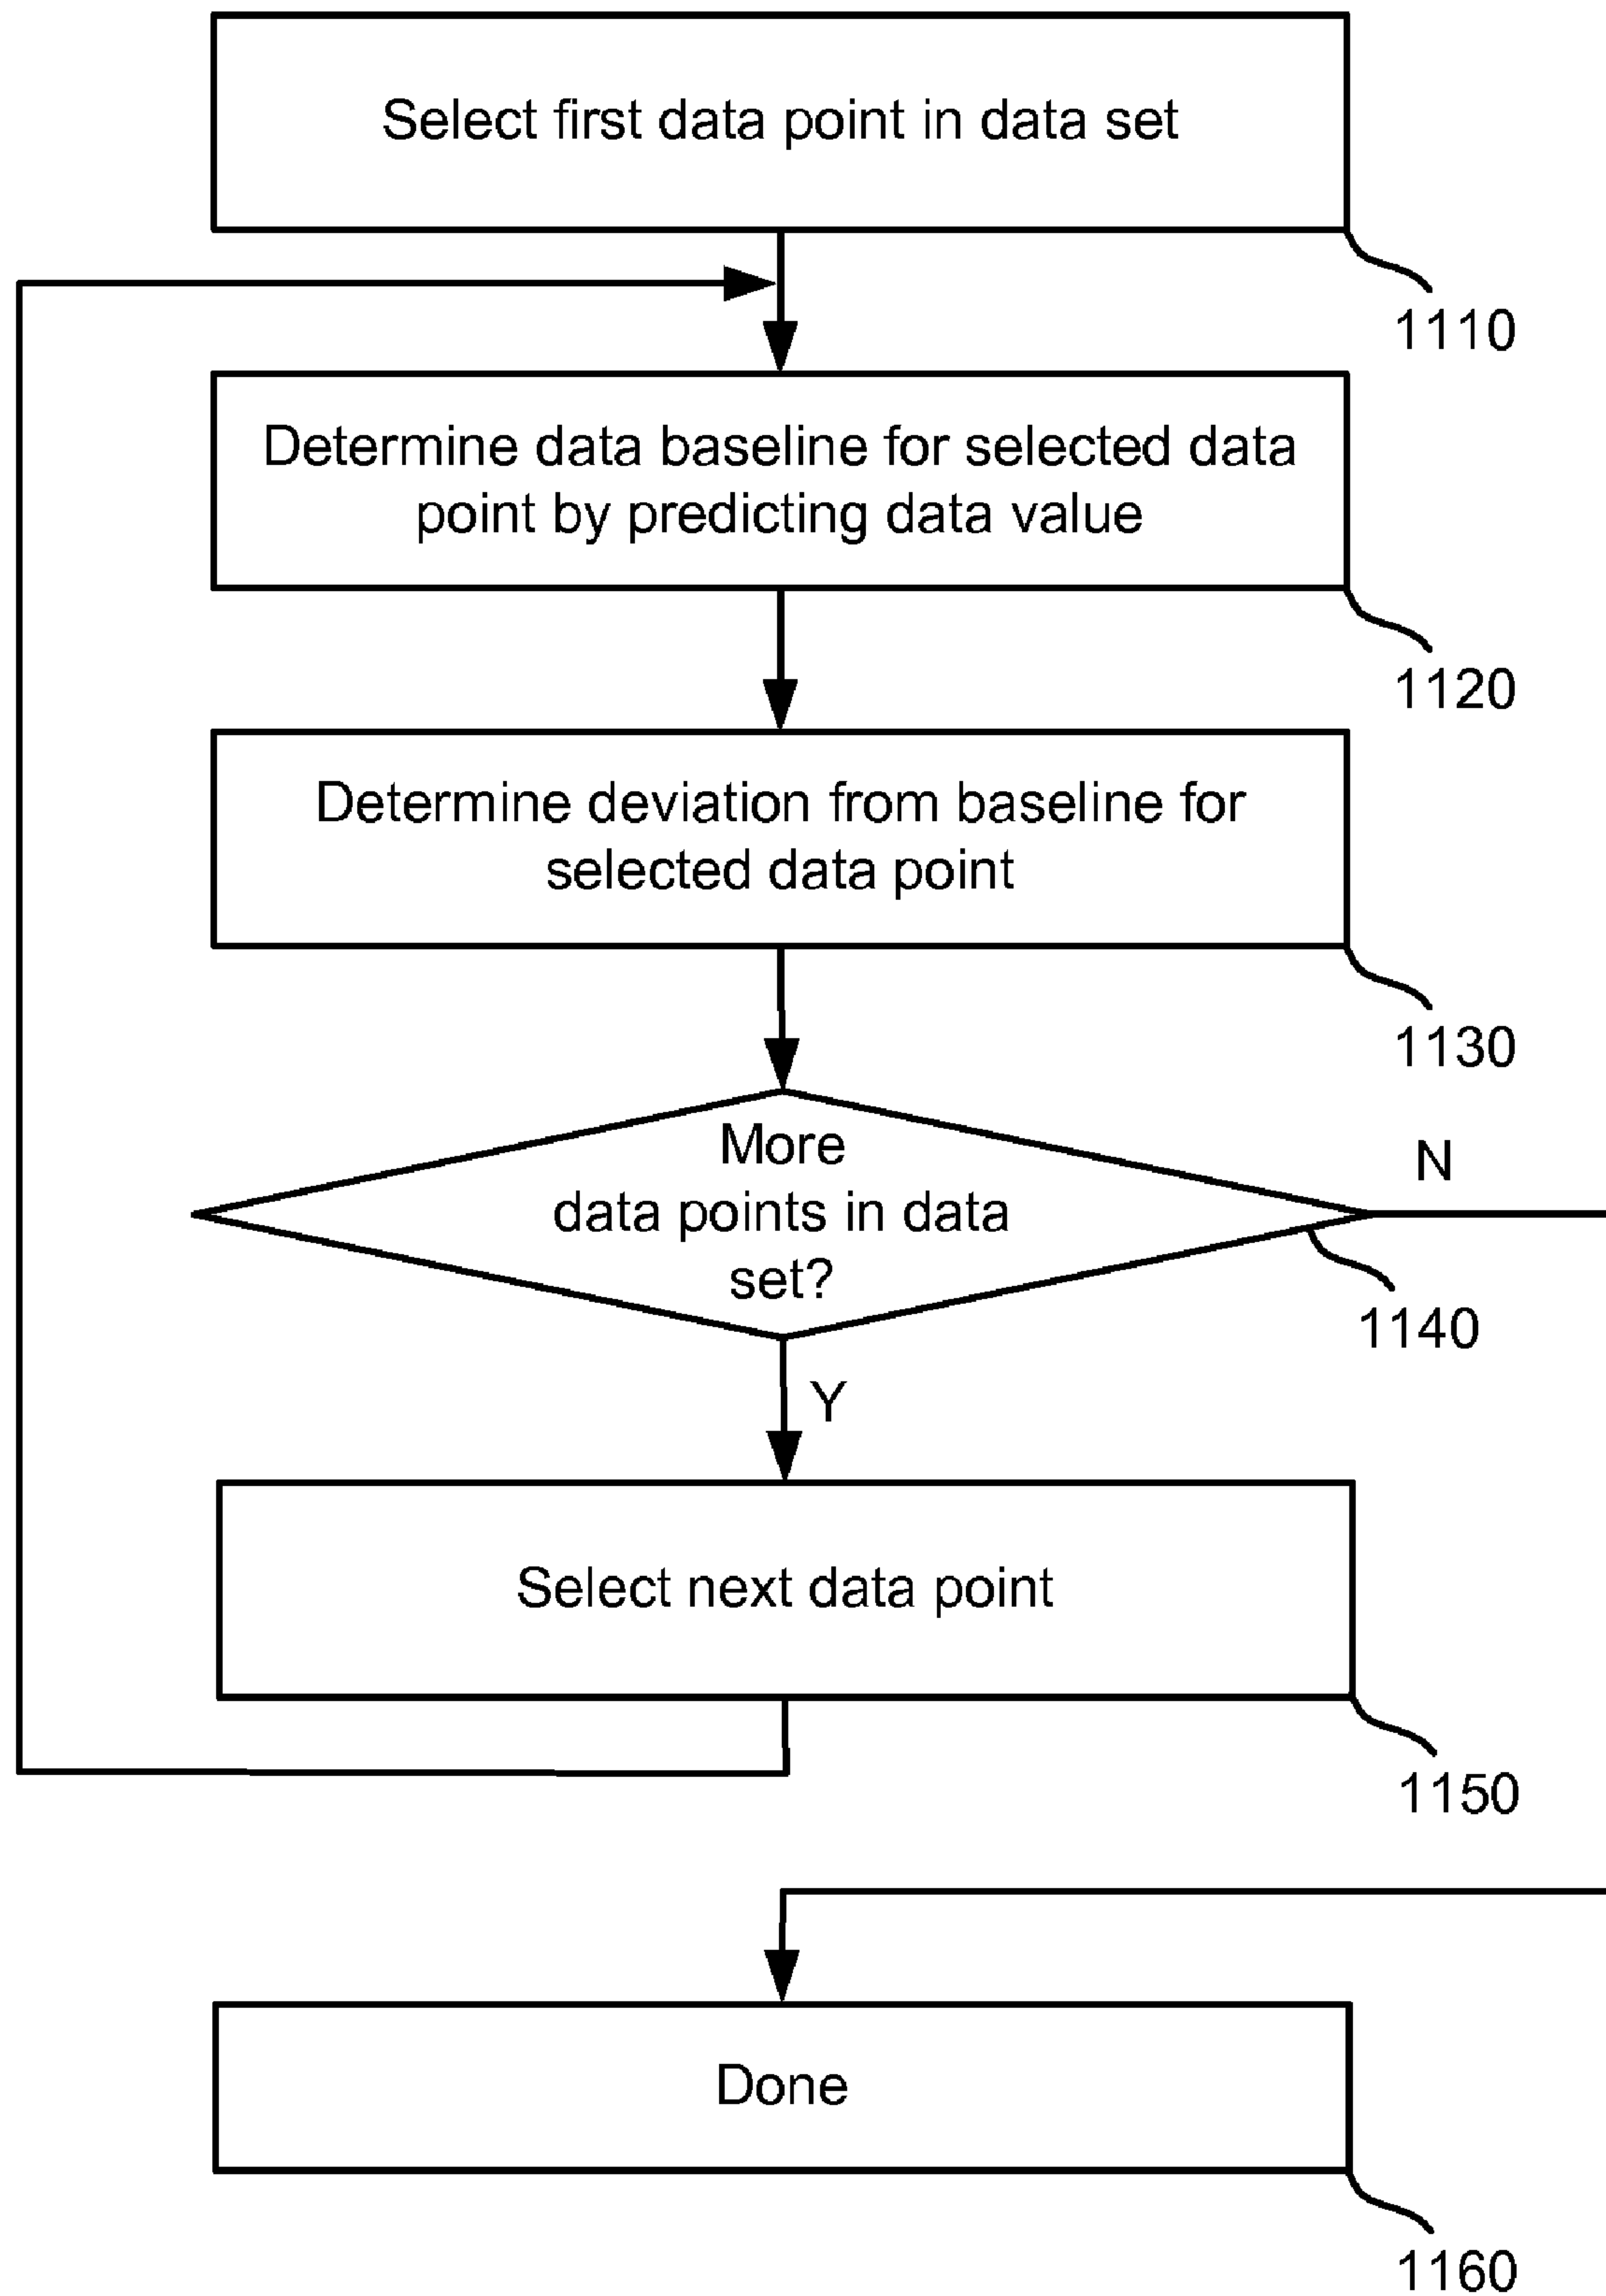 Select first data point in data set
1110
Determine data baseline for selected data
point by predicting data value
1120
Determine deviation from baseline for
selected data point
1130
More
data points in data
set?
N
1140
Y
Select next data point
1150
Done
1160